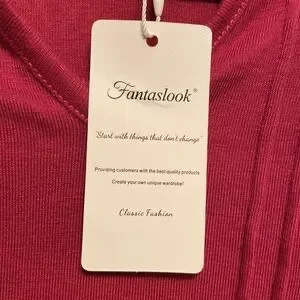 Fantaslook®
"Start with things that don't change"
Providing customers with the best quality products
Create your own unique wardrobe!
Classic Fashion